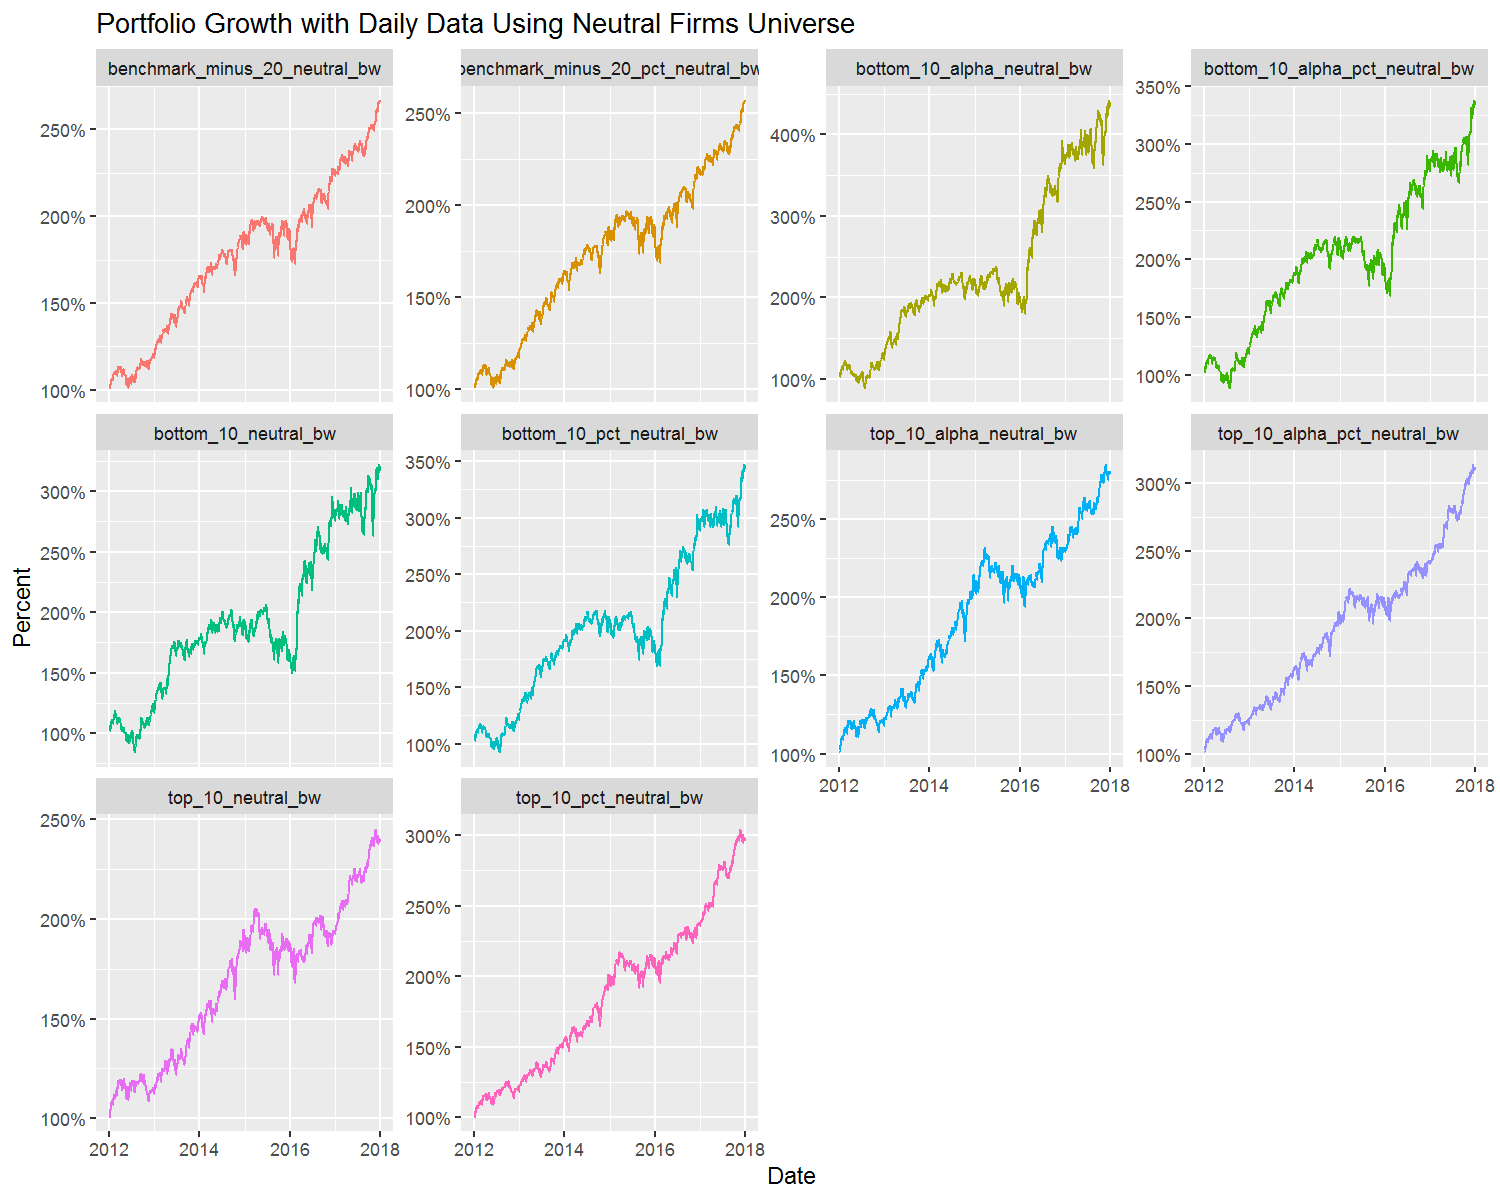 Portfolio Growth with Daily Data Using Neutral Firms Universe
benchmark_minus_20_neutral_bw
benchmark_minus_20_pct_neutral_bw
bottom_10_alpha_neutral_bw
bottom_10_alpha_pct_neutral_bw
250%
200%
150%
100%
250%
200%
150%
100%
400%
300%
200%
100%
350%
300%
250%
200%
150%
100%
bottom_10_neutral_bw
bottom_10_pct_neutral_bw
top_10_alpha_neutral_bw
top_10_alpha_pct_neutral_bw
300%
250%
200%
150%
100%
350%
300%
250%
200%
150%
100%
250%
200%
150%
100%
2012 2014 2016 2018
300%
250%
200%
150%
100%
2012 2014 2016 2018
Percent
top_10_neutral_bw
top_10_pct_neutral_bw
250%
200%
150%
100%
2012 2014 2016 2018
300%
250%
200%
150%
100%
2012 2014 2016 2018
Date